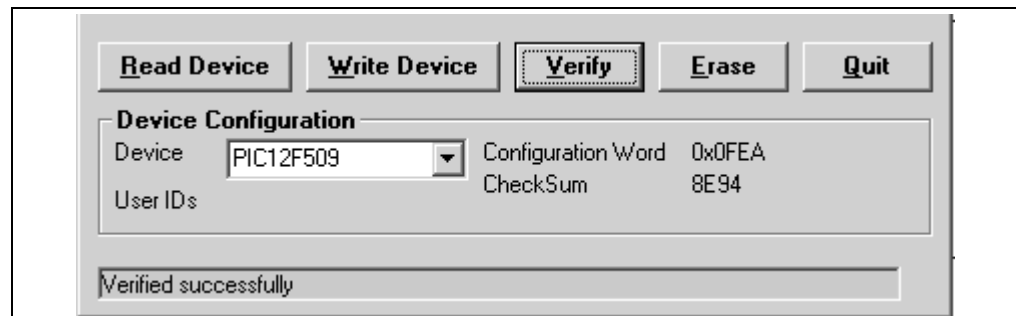 Read Device Write Device Verify Erase Quit
Device Configuration
Device PIC12F509 Configuration Word 0x0FEA
CheckSum 8E94
User IDs
Verified successfully